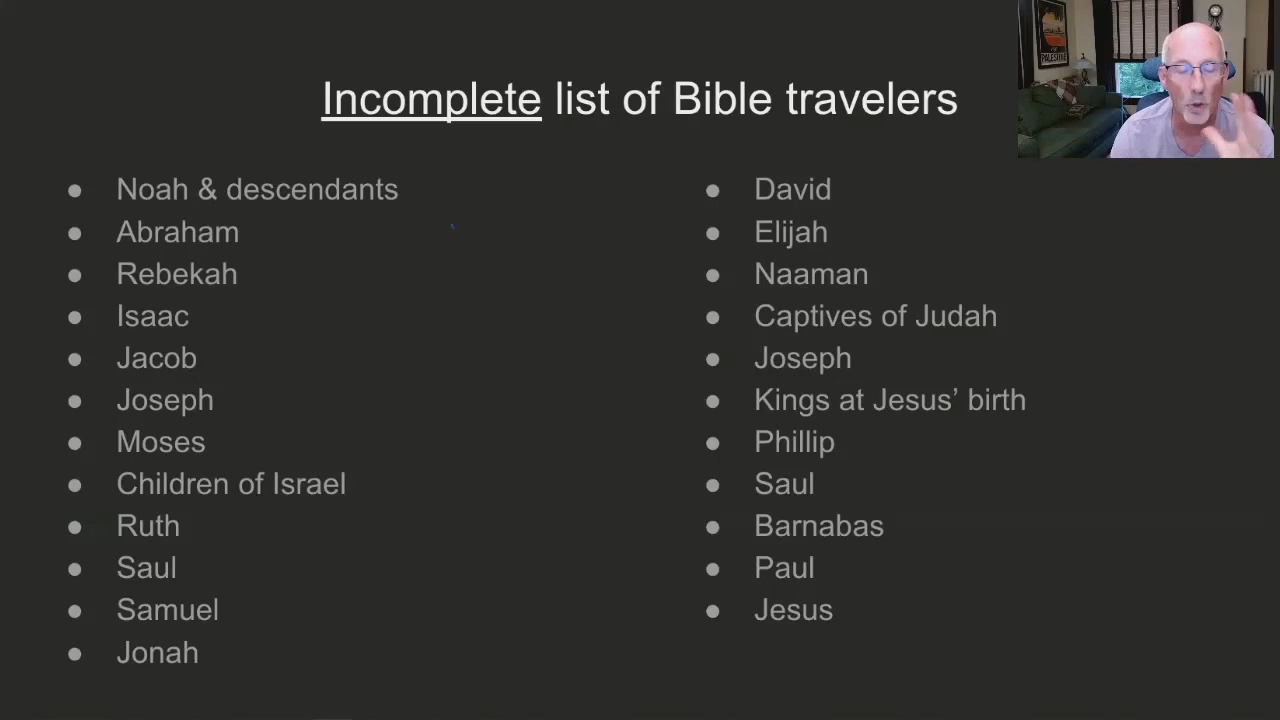 Incomplete list of Bible travelers
● Noah & descendants
● Abraham
● Rebekah
● Isaac
● Jacob
● Joseph
● Moses
● Children of Israel
● Ruth
● Saul
● Samuel
● Jonah
● David
● Elijah
● Naaman
● Captives of Judah
● Joseph
● Kings at Jesus’ birth
● Phillip
● Saul
● Barnabas
● Paul
● Jesus
PALESTINE